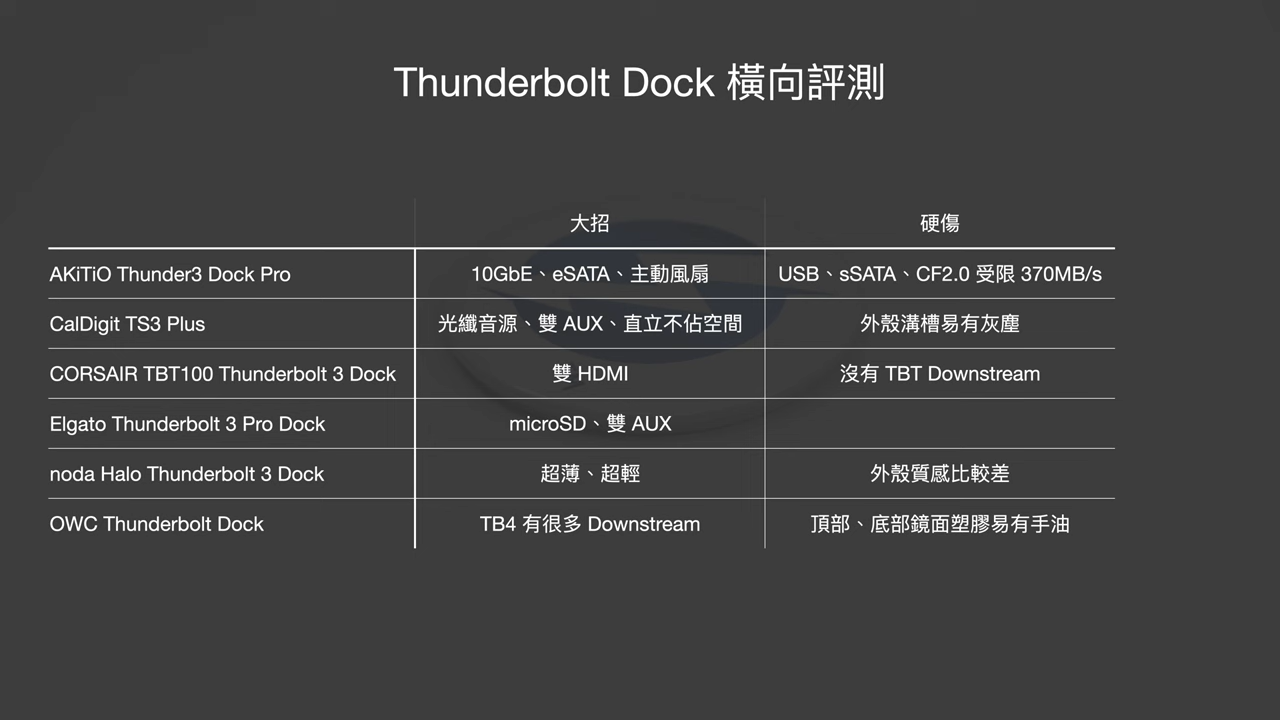 Thunderbolt Dock 橫向評測
大招 硬傷
AKiTiO Thunder3 Dock Pro 10GbE、eSATA、主動風扇 USB、sSATA、CF2.0 受限 370MB/s
CalDigit TS3 Plus 光纖音源、雙 AUX、直立不佔空間 外殼溝槽易有灰塵
CORSAIR TBT100 Thunderbolt 3 Dock 雙 HDMI 沒有 TBT Downstream
Elgato Thunderbolt 3 Pro Dock microSD、雙 AUX
noda Halo Thunderbolt 3 Dock 超薄、超輕 外殼質感比較差
OWC Thunderbolt Dock TB4 有很多 Downstream 頂部、底部鏡面塑膠易有手油